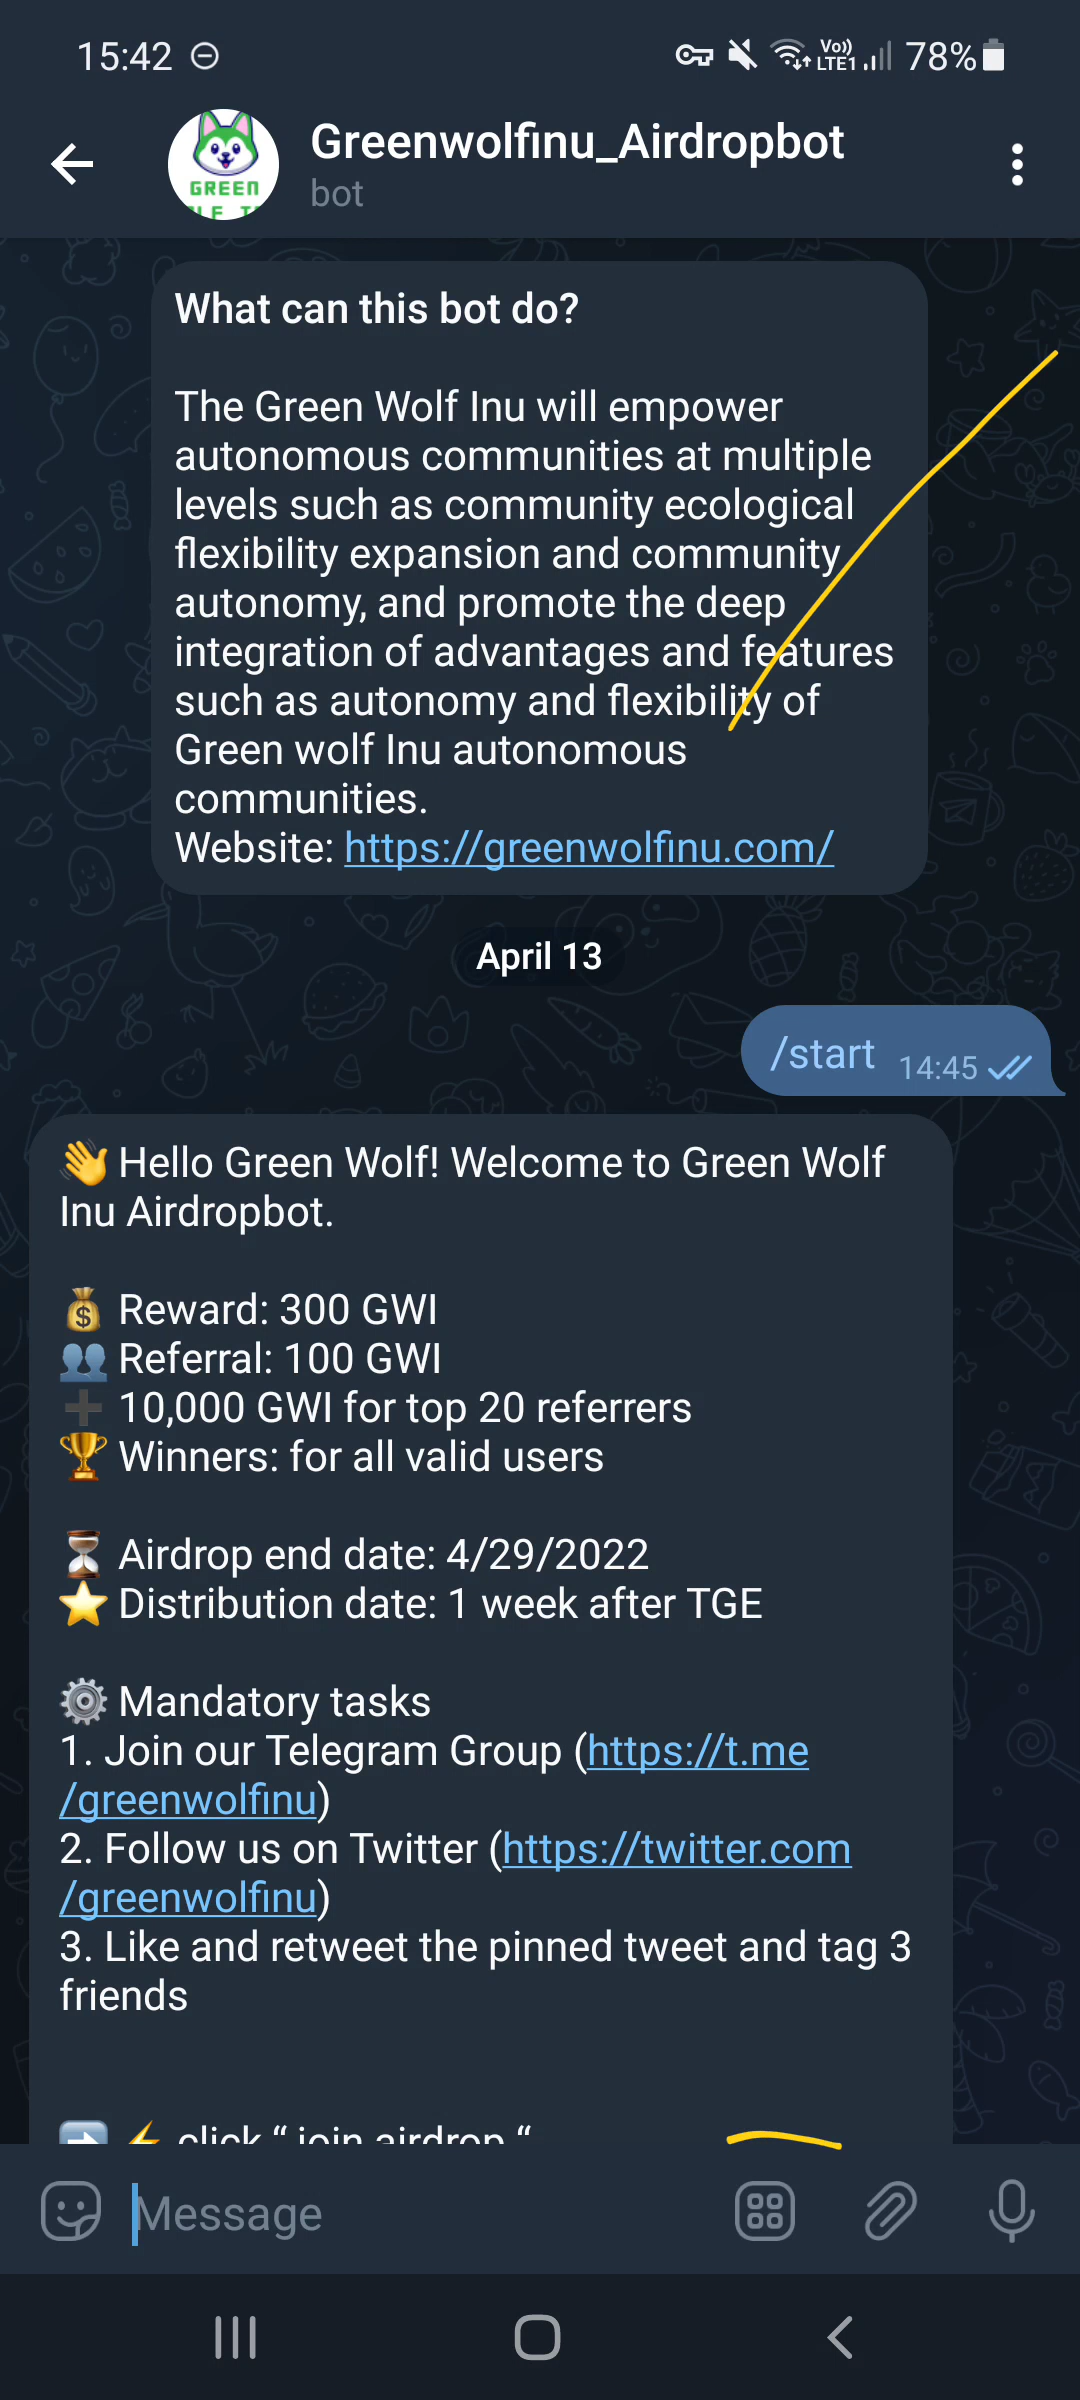 15:42
Vo)) LTE1 78%
GREEN
Greenwolfinu_Airdropbot
bot
What can this bot do?
The Green Wolf Inu will empower
autonomous communities at multiple
levels such as community ecological
flexibility expansion and community
autonomy, and promote the deep
integration of advantages and features
such as autonomy and flexibility of
Green wolf Inu autonomous
communities.
Website: https://greenwolfinu.com/
April 13
/start 14:45
👋 Hello Green Wolf! Welcome to Green Wolf
Inu Airdropbot.
💰 Reward: 300 GWI
👥 Referral: 100 GWI
➕ 10,000 GWI for top 20 referrers
🏆 Winners: for all valid users
⏳ Airdrop end date: 4/29/2022
⭐ Distribution date: 1 week after TGE
⚙️ Mandatory tasks
1. Join our Telegram Group (https://t.me
/greenwolfinu)
2. Follow us on Twitter (https://twitter.com
/greenwolfinu)
3. Like and retweet the pinned tweet and tag 3
friends
➡️ ⚡ click “ join airdrop “
Message